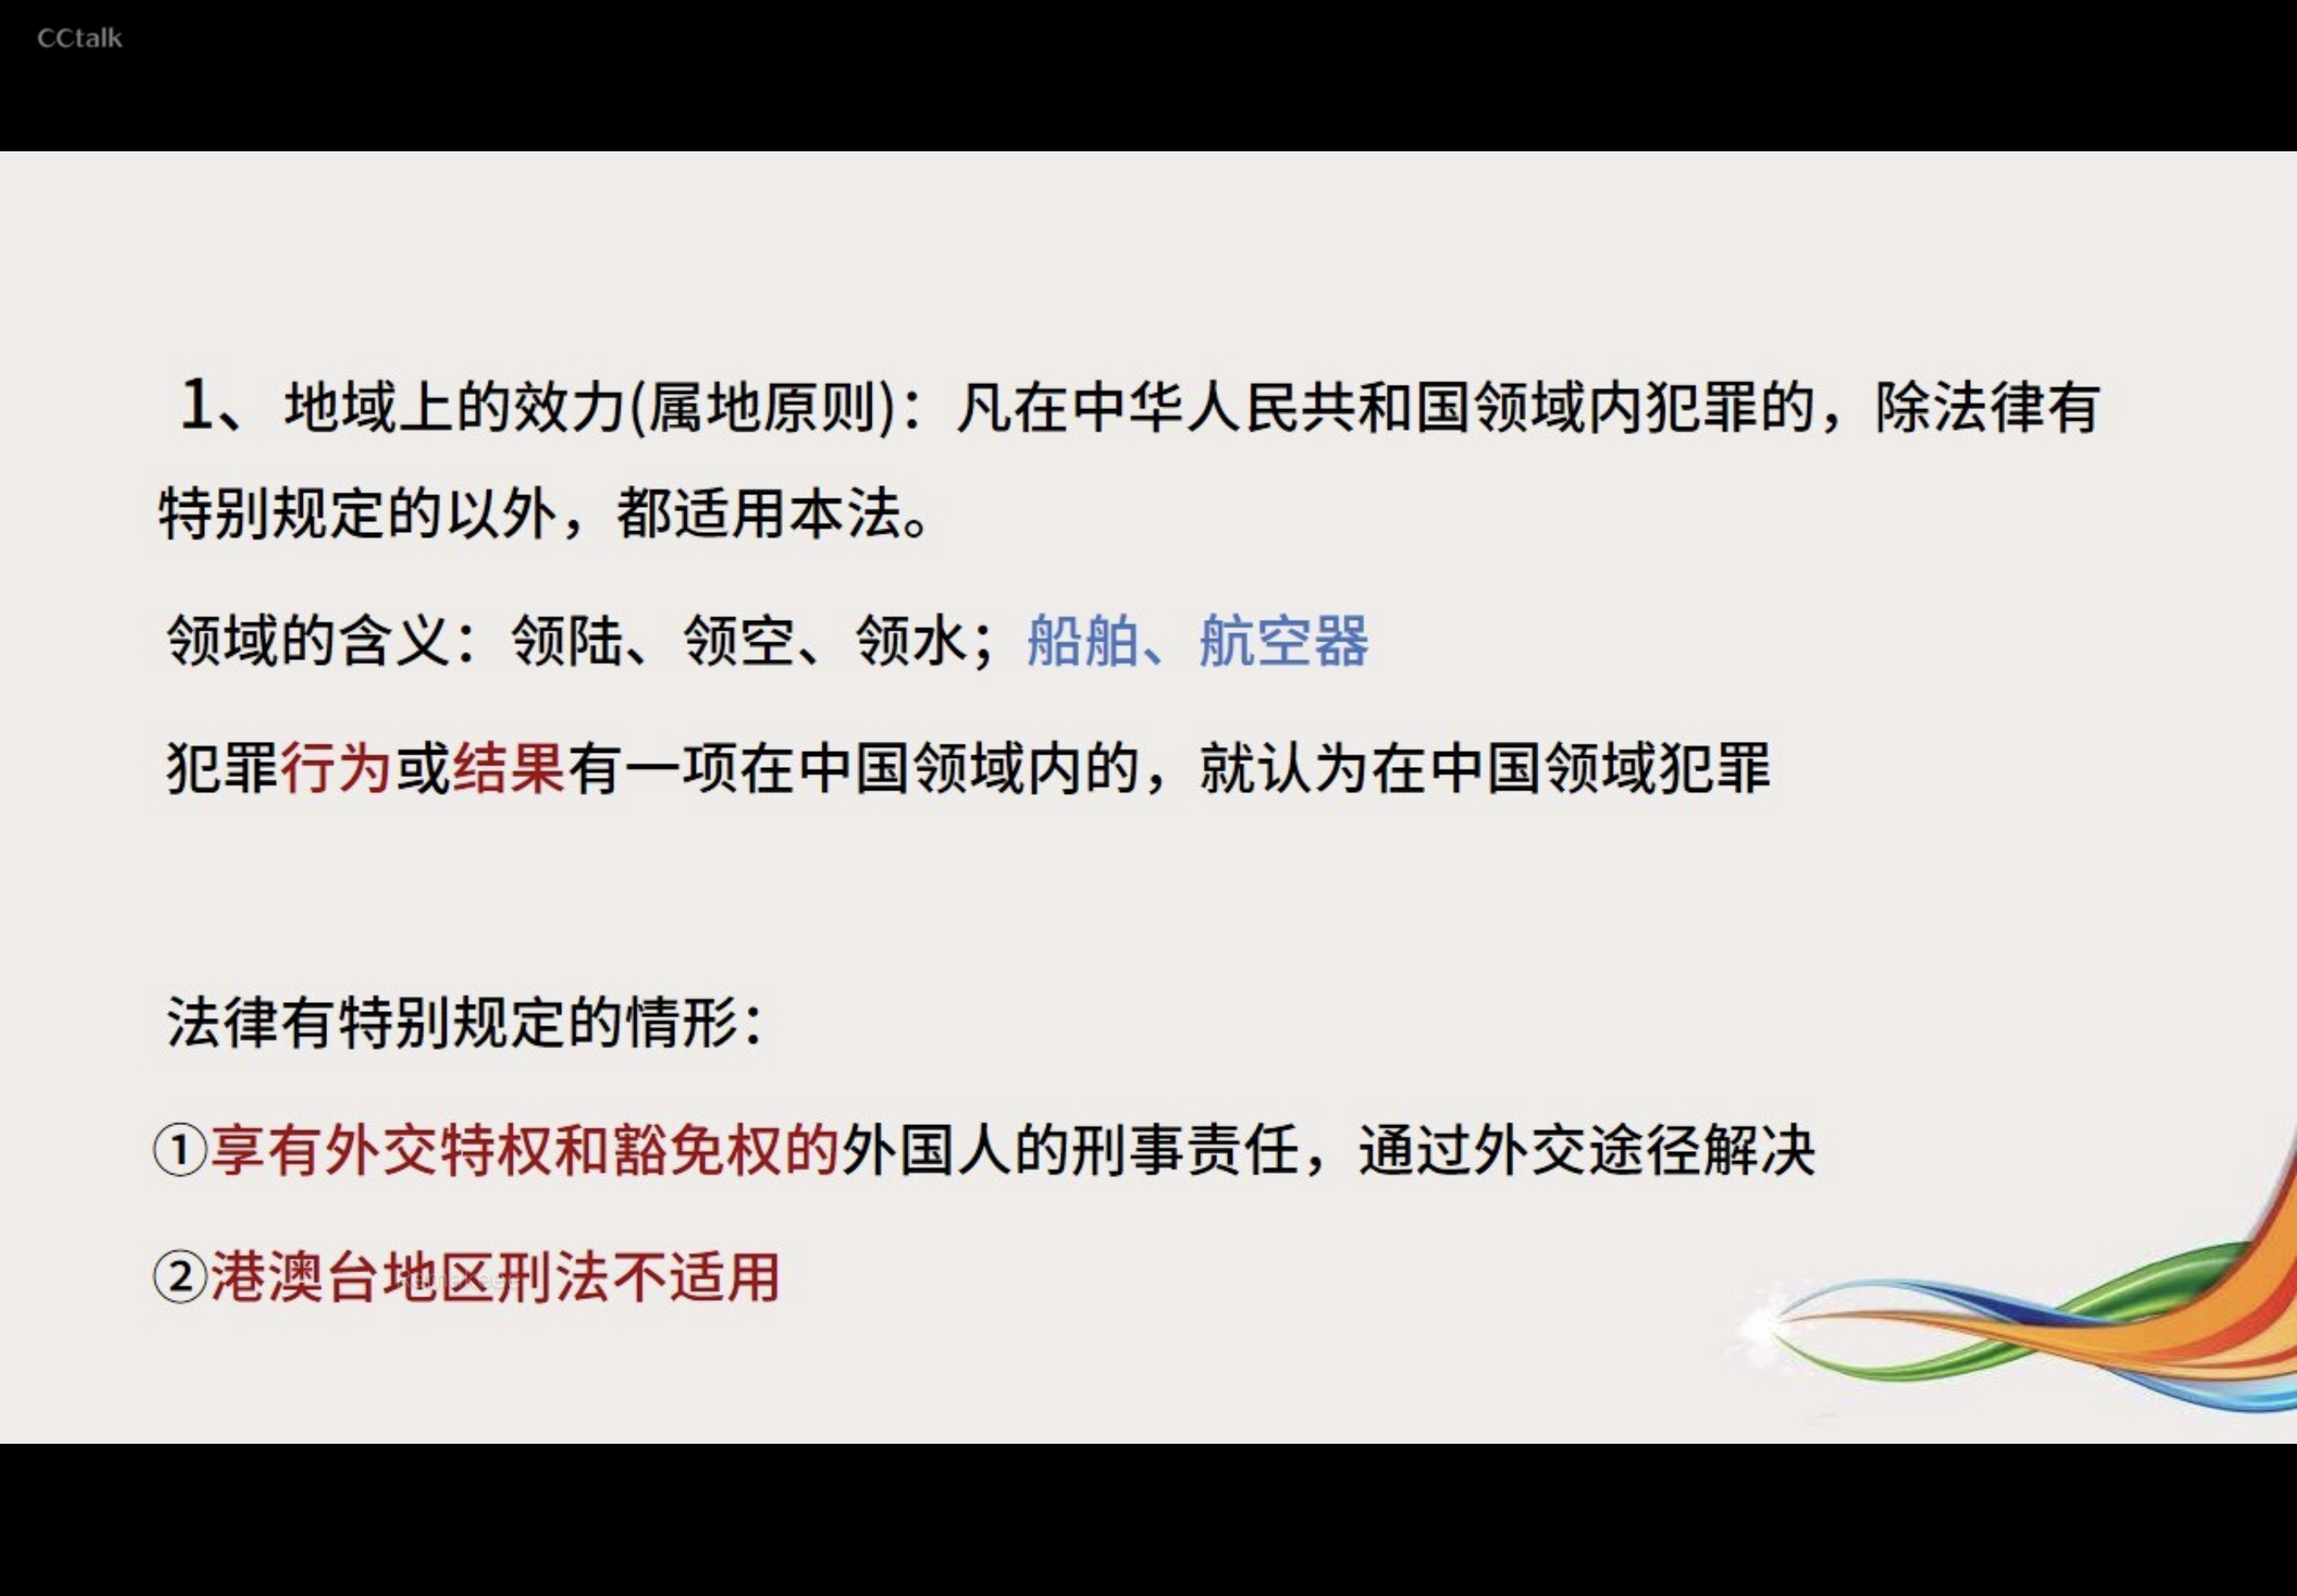 CCtalk
1、地域上的效力(属地原则)：凡在中华人民共和国领域内犯罪的，除法律有
特别规定的以外，都适用本法。
领域的含义：领陆、领空、领水；船舶、航空器
犯罪行为或结果有一项在中国领域内的，就认为在中国领域犯罪
法律有特别规定的情形：
①享有外交特权和豁免权的外国人的刑事责任，通过外交途径解决
②港澳台地区刑法不适用